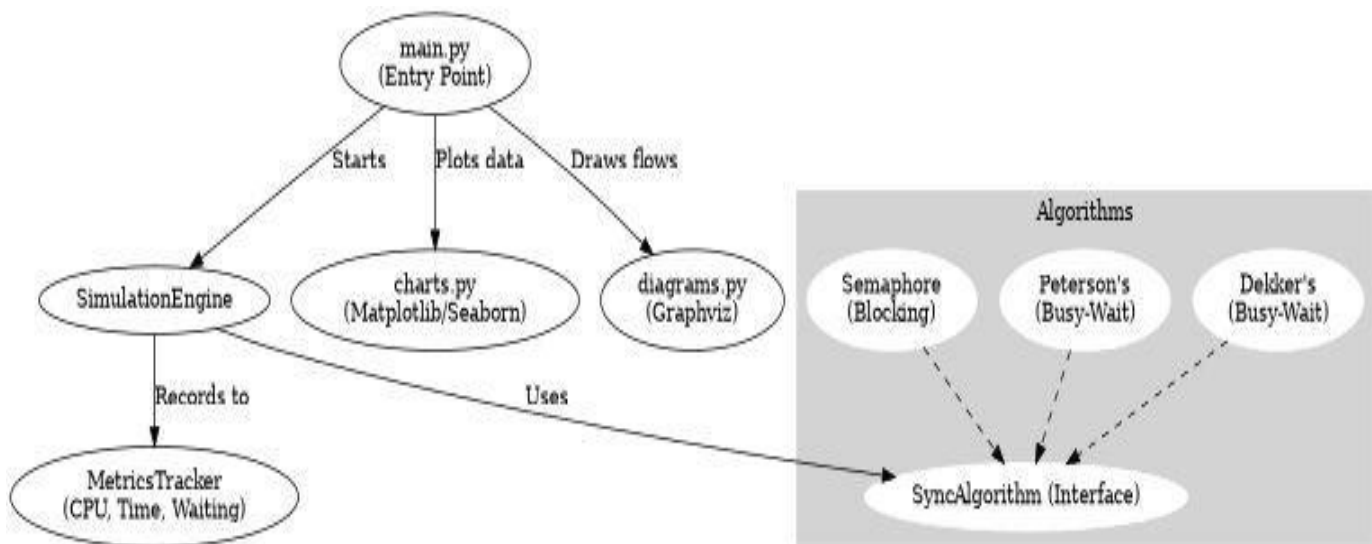 main.py
(Entry Point)
Starts
Plots data
Draws flows
Algorithms
SimulationEngine
charts.py
(Matplotlib/Seaborn)
diagrams.py
(Graphviz)
Semaphore
(Blocking)
Peterson's
(Busy-Wait)
Dekker's
(Busy-Wait)
Records to
Uses
MetricsTracker
(CPU, Time, Waiting)
SyncAlgorithm (Interface)